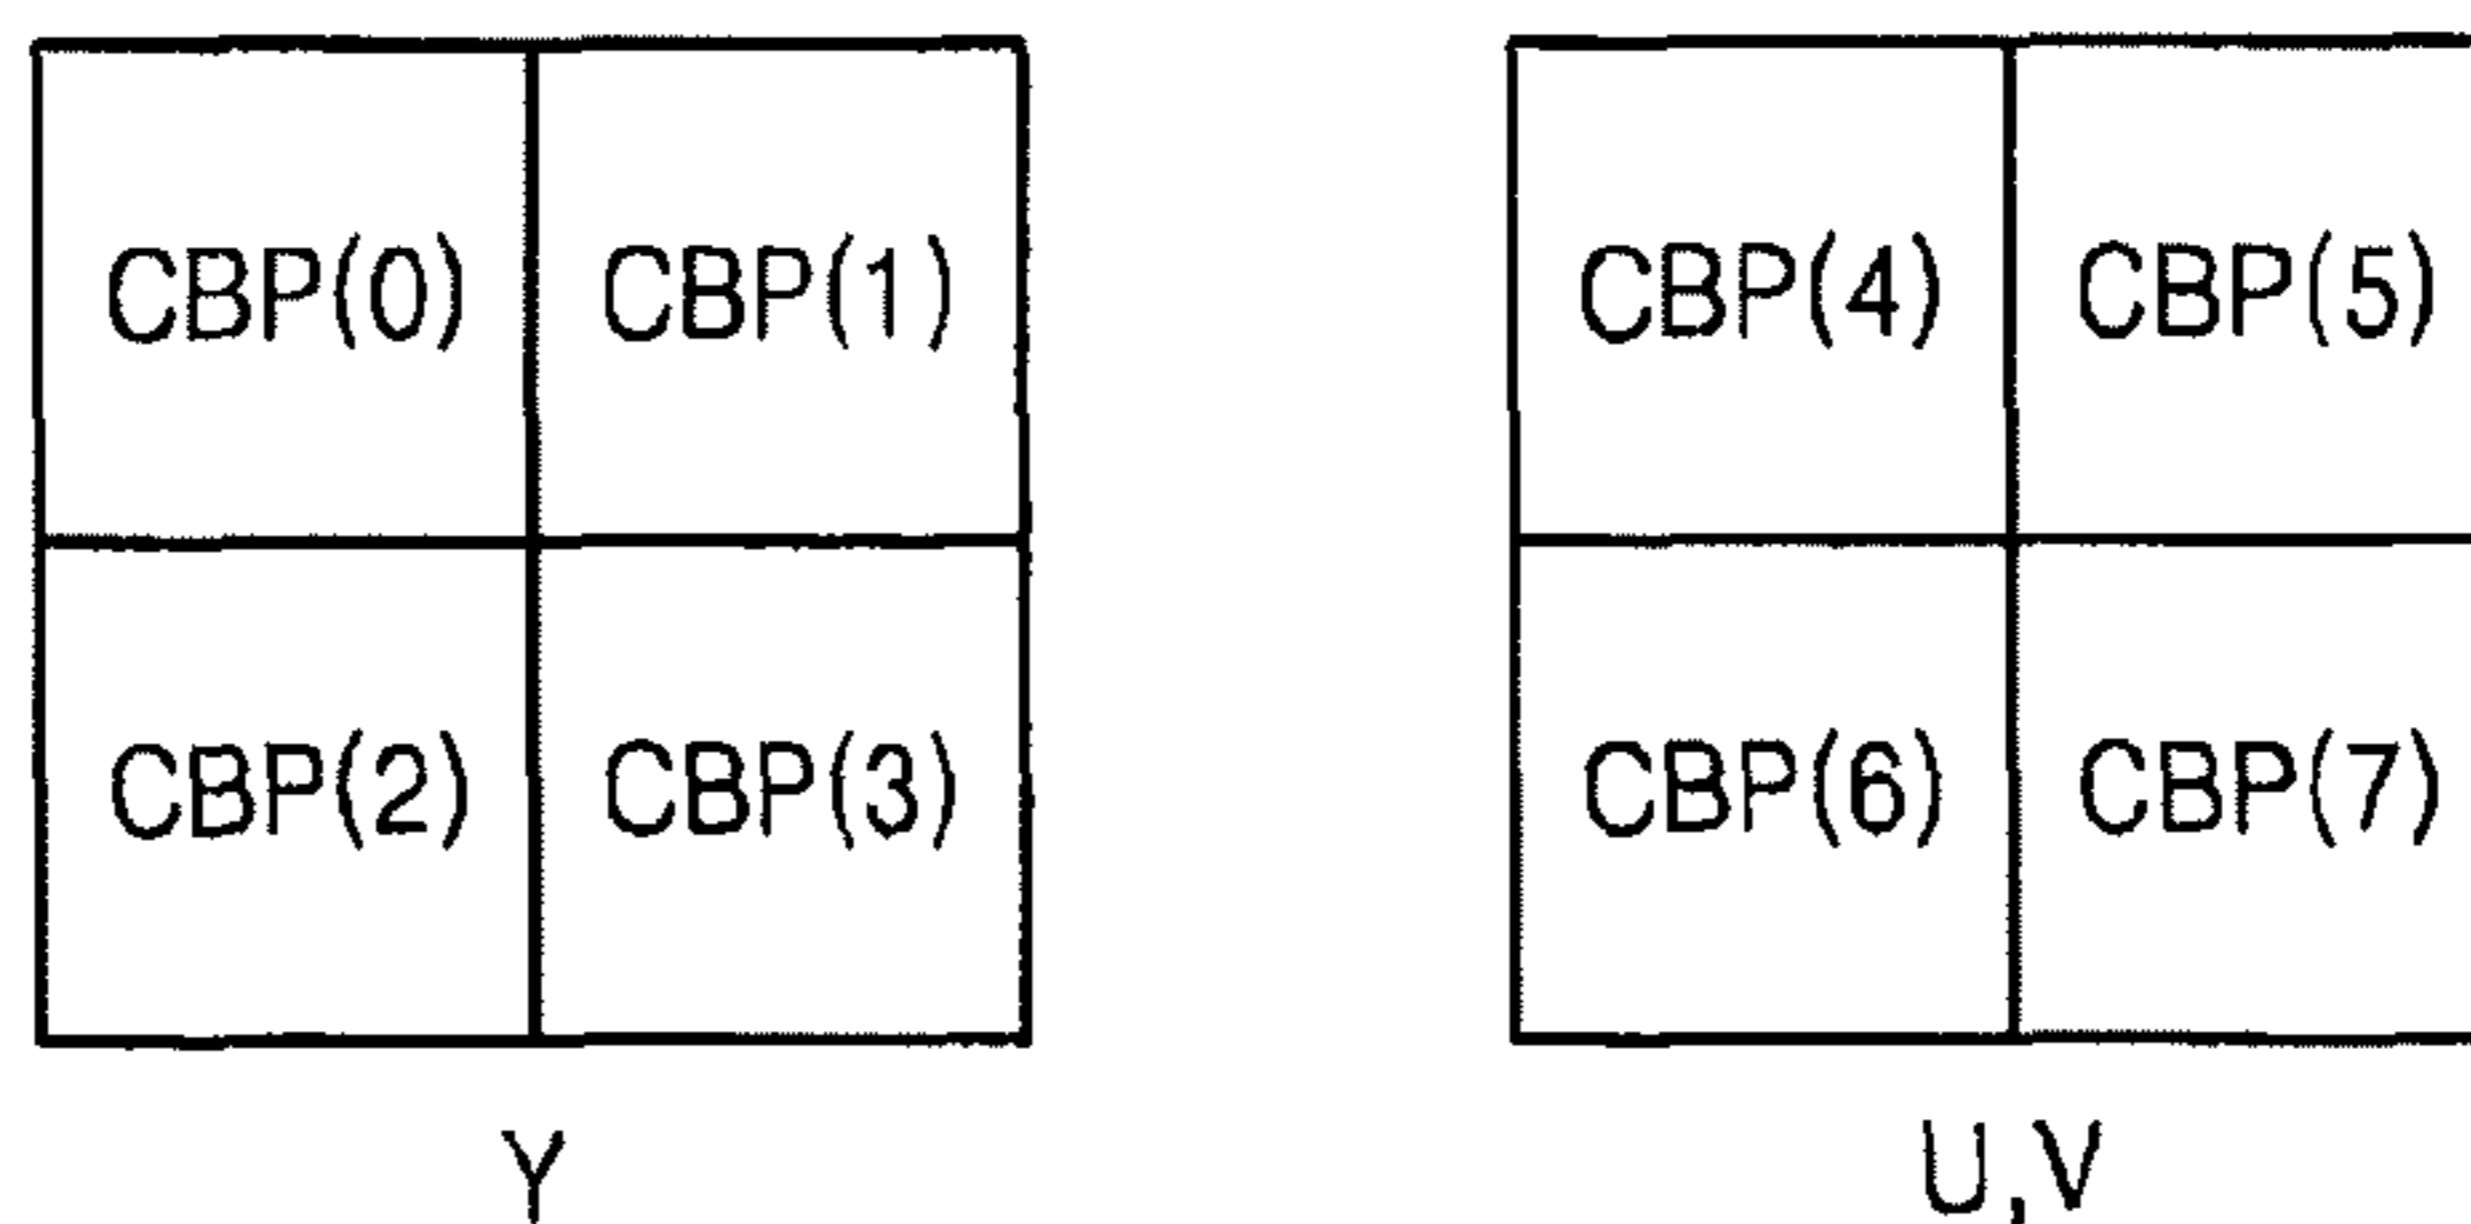 CBP(0) CBP(1) CBP(4) CBP(5)
CBP(2) CBP(3) CBP(6) CBP(7)
Y U,V